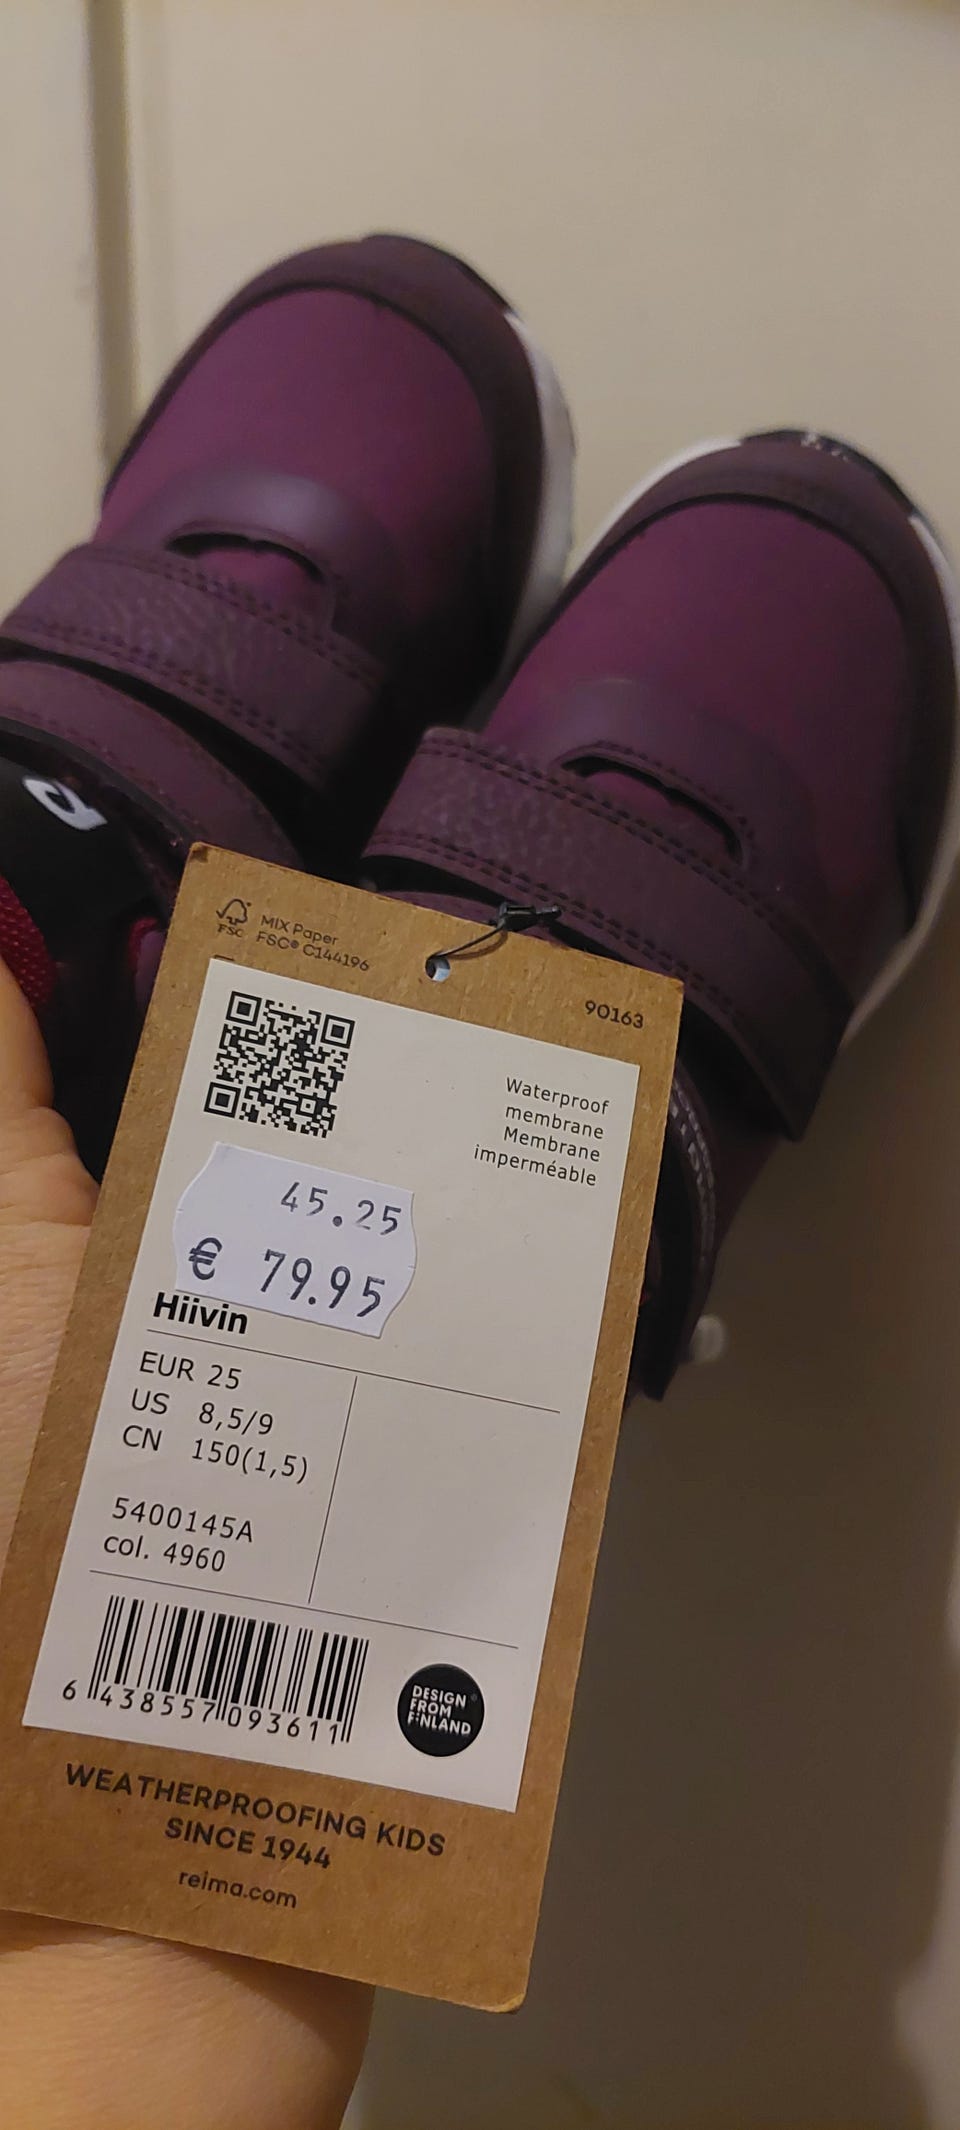 FSC
MIX Paper
FSC® C144196
90163
Waterproof
membrane
Membrane
imperméable
45.25
€ 79.95
Hiivin
EUR 25
US 8,5/9
CN 150(1,5)
5400145A
col. 4960
6 438557 093611
DESIGN
FROM
FINLAND
WEATHERPROOFING KIDS
SINCE 1944
reima.com